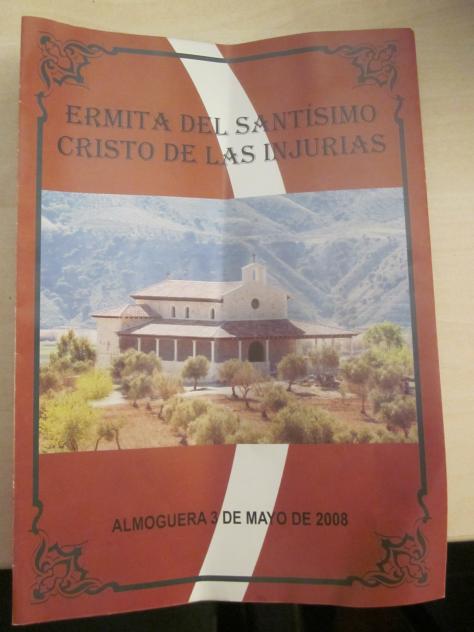 ERMITA DEL SANTÍSIMO
CRISTO DE LAS INJURIAS
ALMOGUERA 3 DE MAYO DE 2008